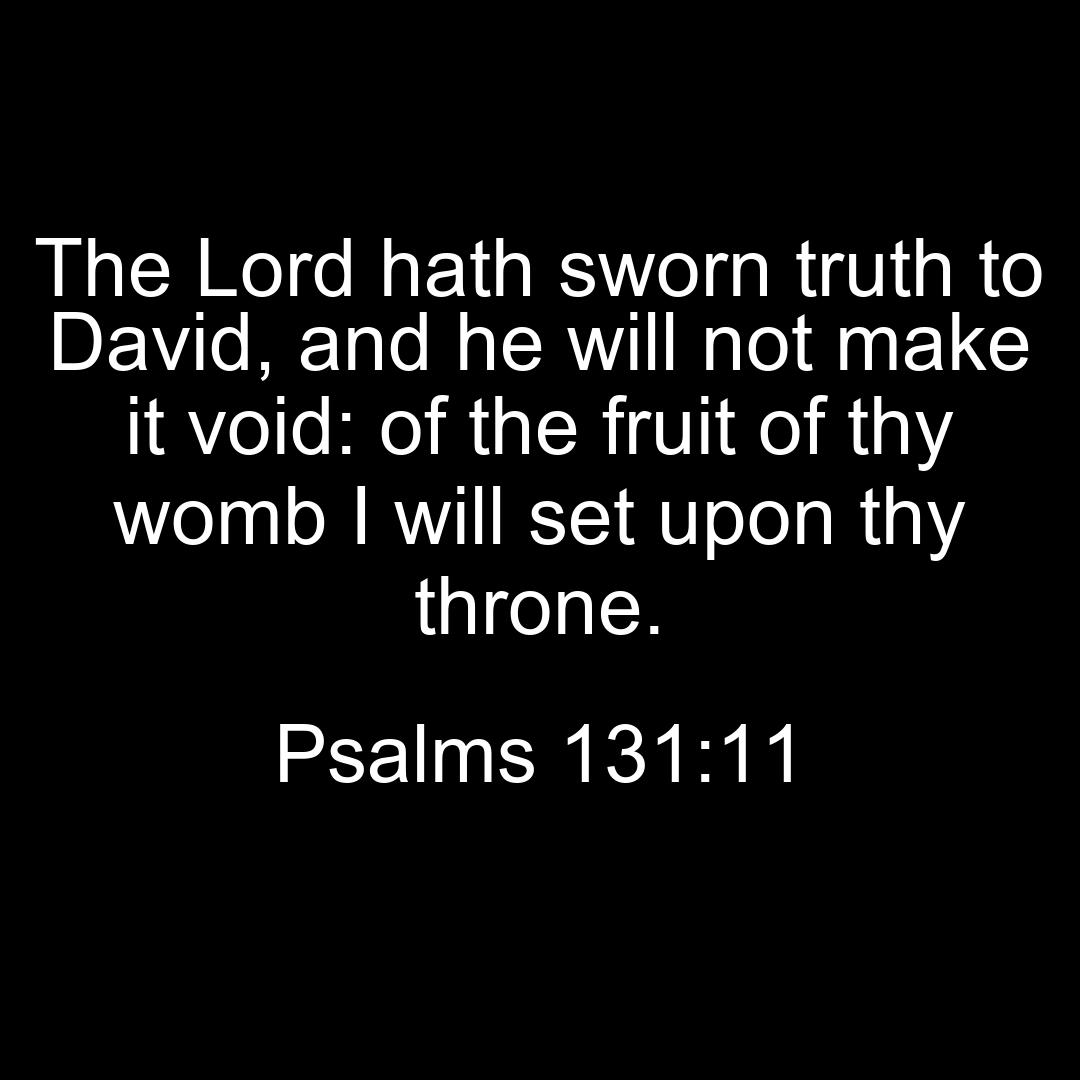 The Lord hath sworn truth to
David, and he will not make
it void: of the fruit of thy
womb I will set upon thy
throne.
Psalms 131:11